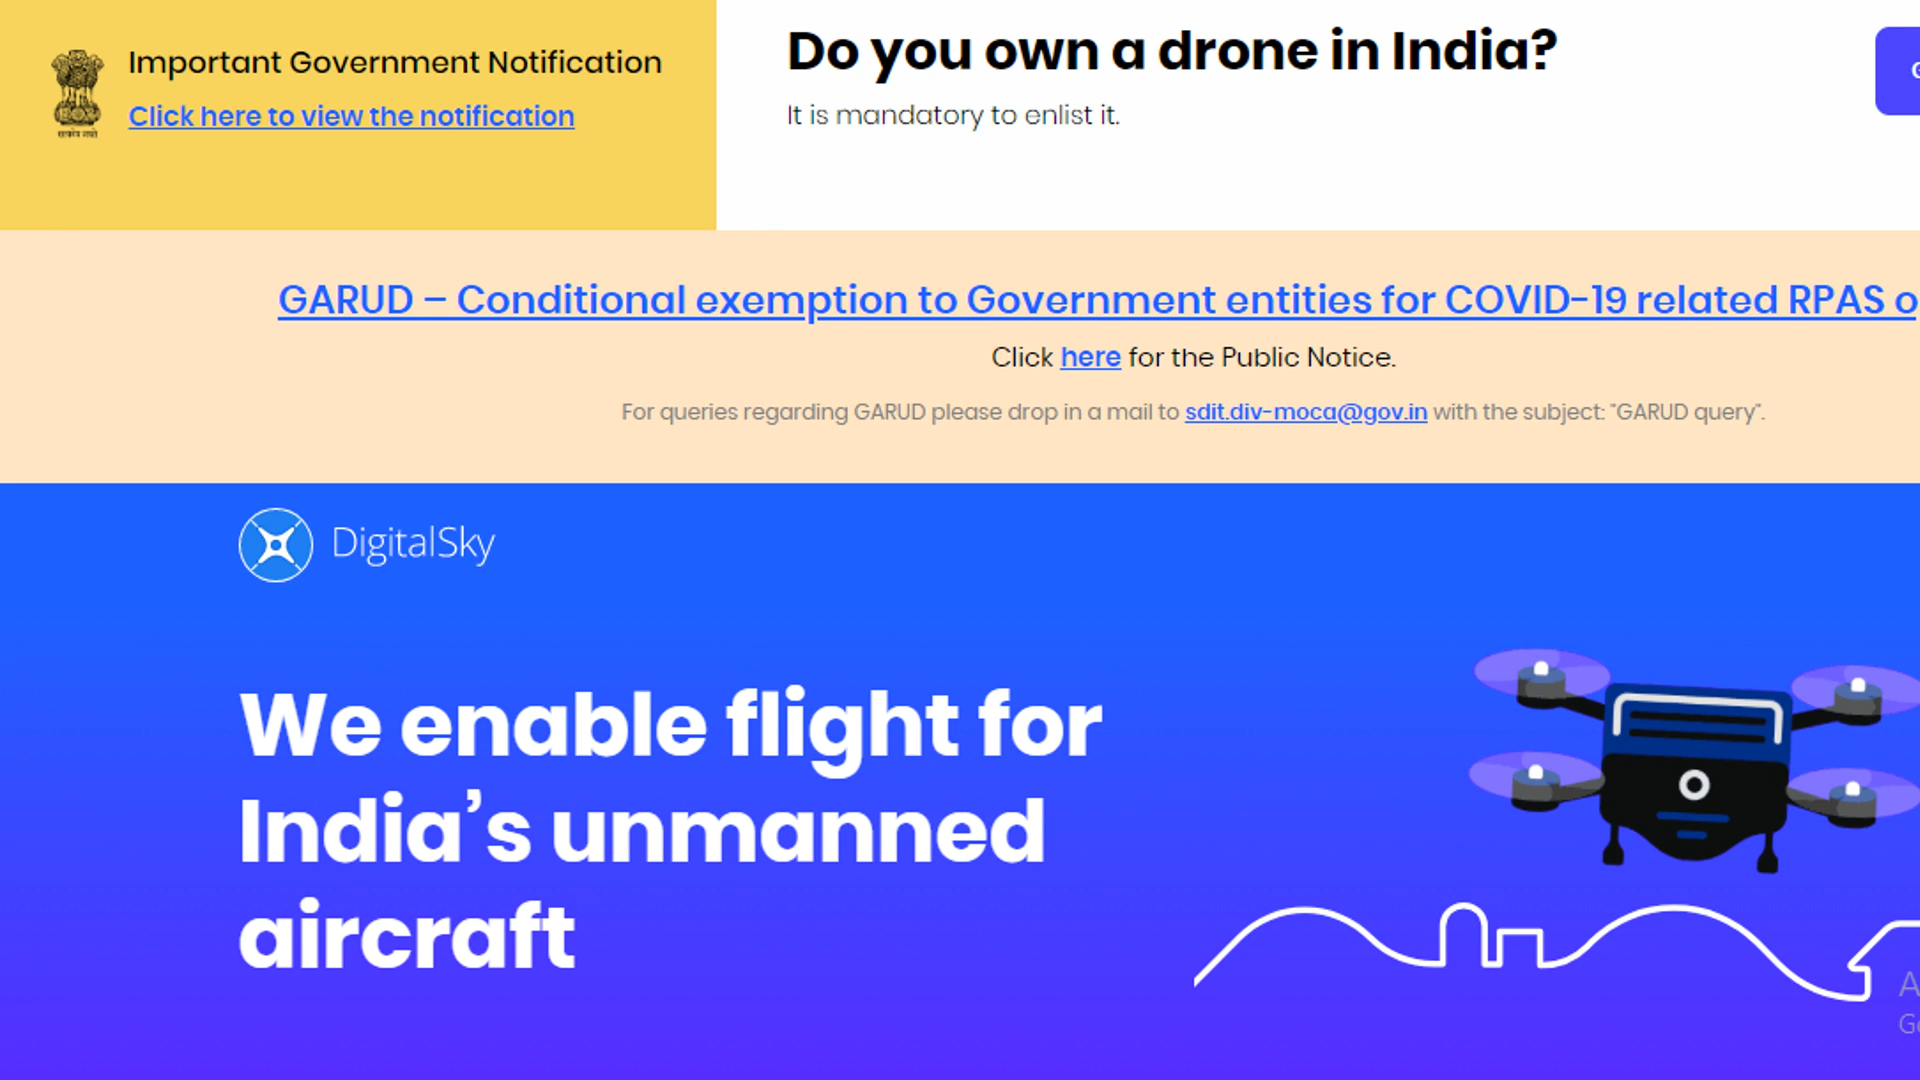 Important Government Notification
Click here to view the notification
सत्यमेव जयते
Do you own a drone in India?
It is mandatory to enlist it.
GARUD – Conditional exemption to Government entities for COVID-19 related RPAS o
Click here for the Public Notice.
For queries regarding GARUD please drop in a mail to sdit.div-moca@gov.in with the subject: "GARUD query".
DigitalSky
We enable flight for
India’s unmanned
aircraft